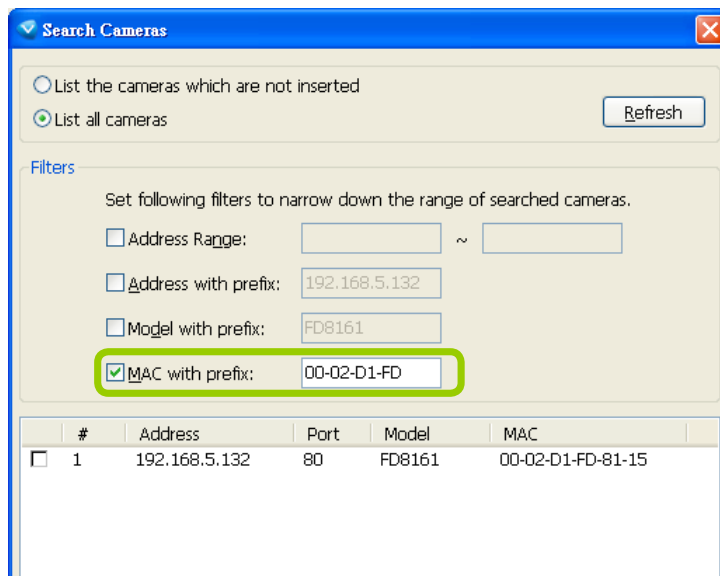 Search Cameras
List the cameras which are not inserted
List all cameras
Refresh
Filters
Set following filters to narrow down the range of searched cameras.
Address Range: ~
Address with prefix: 192.168.5.132
Model with prefix: FD8161
MAC with prefix: 00-02-D1-FD
# Address Port Model MAC
1 192.168.5.132 80 FD8161 00-02-D1-FD-81-15